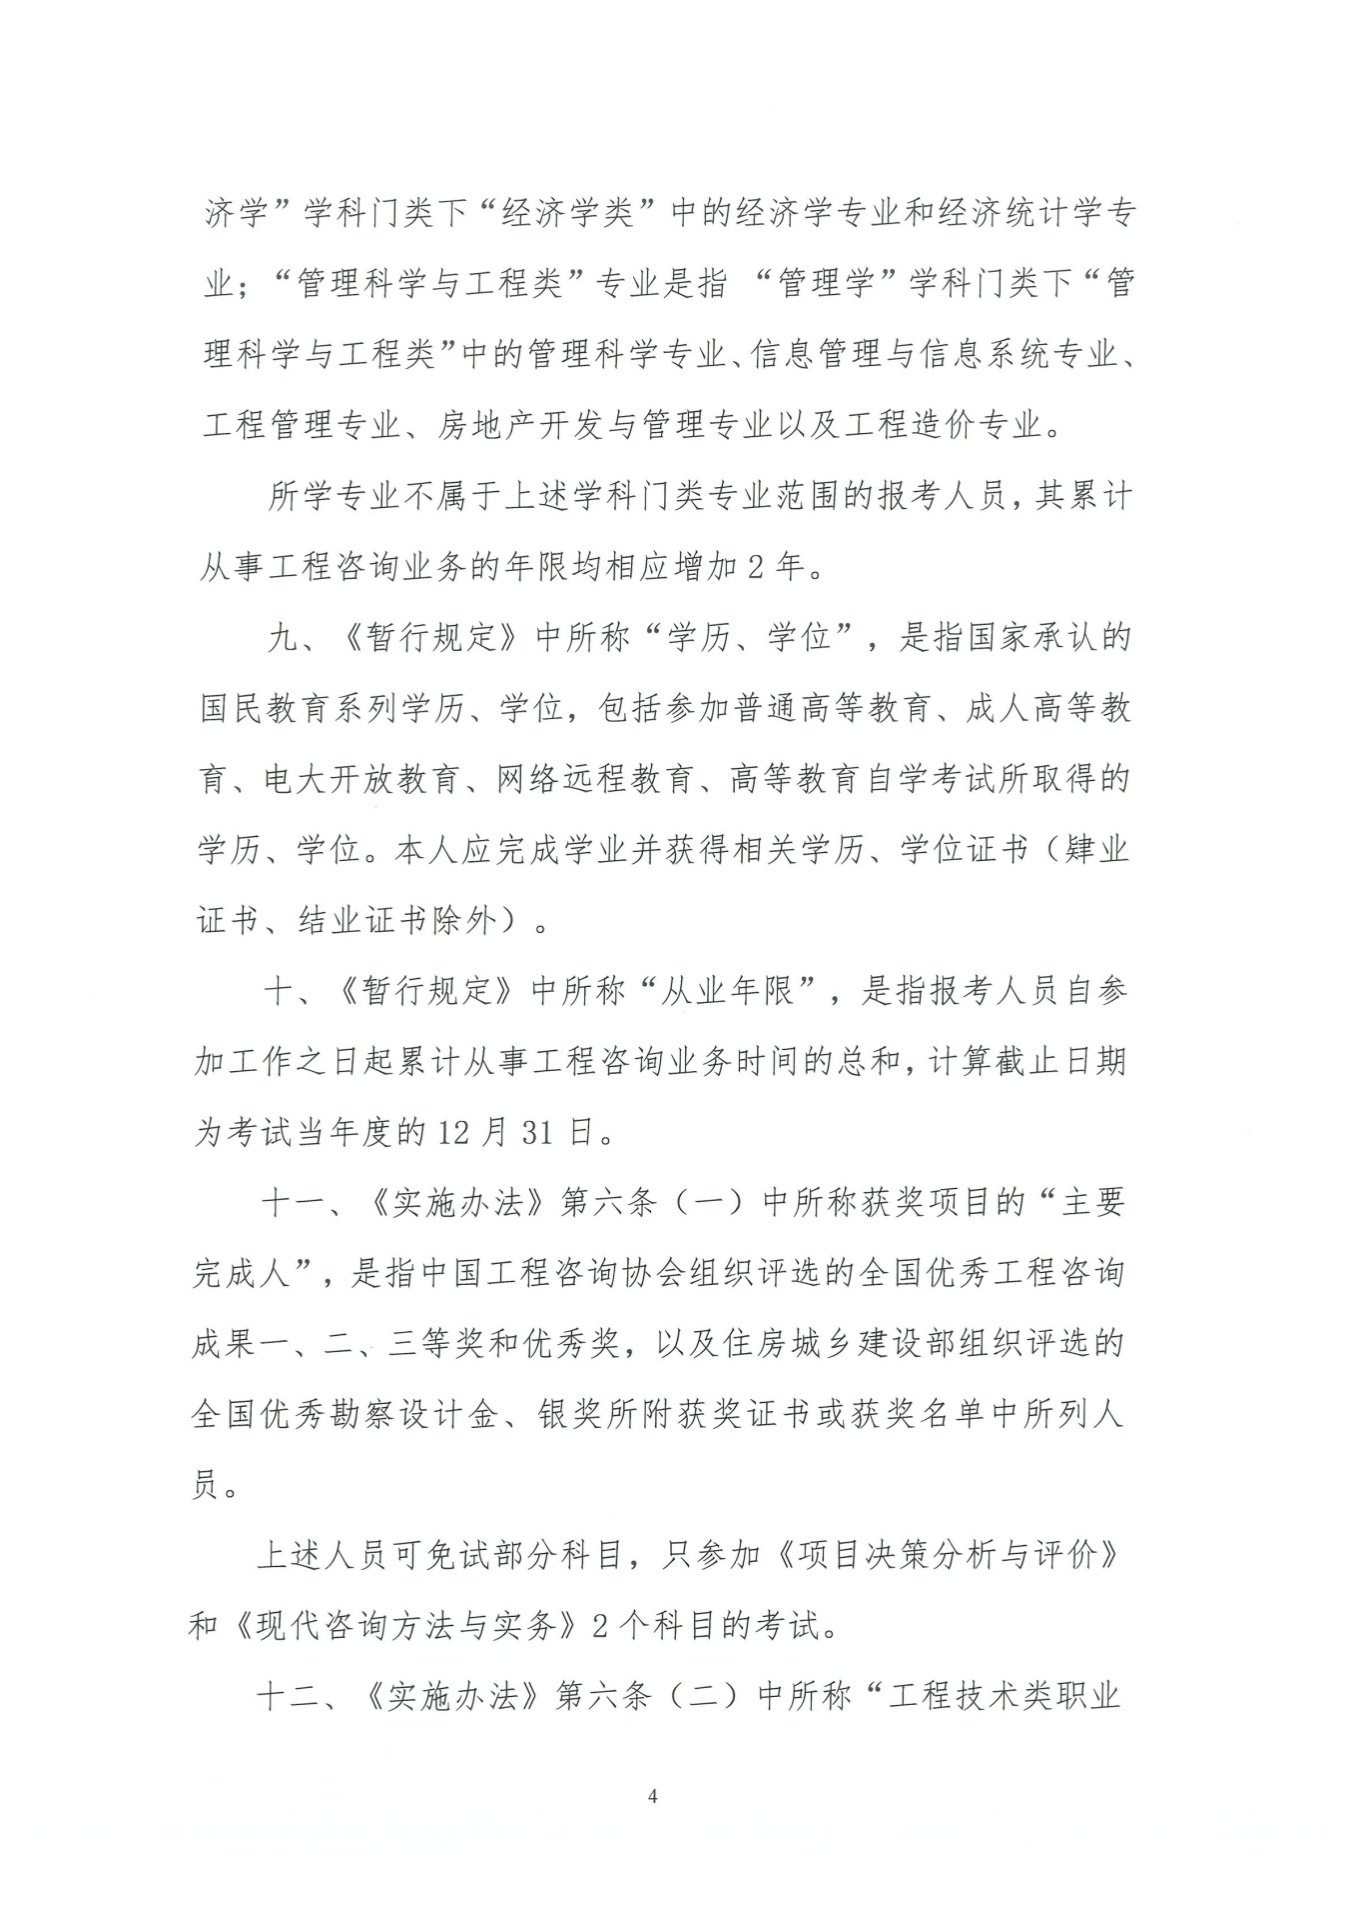 济学”学科门类下“经济学类”中的经济学专业和经济统计学专
业；“管理科学与工程类”专业是指 “管理学”学科门类下“管
理科学与工程类”中的管理科学专业、信息管理与信息系统专业、
工程管理专业、房地产开发与管理专业以及工程造价专业。
所学专业不属于上述学科门类专业范围的报考人员，其累计
从事工程咨询业务的年限均相应增加 2 年。
九、《暂行规定》中所称“学历、学位”，是指国家承认的
国民教育系列学历、学位，包括参加普通高等教育、成人高等教
育、电大开放教育、网络远程教育、高等教育自学考试所取得的
学历、学位。本人应完成学业并获得相关学历、学位证书（肄业
证书、结业证书除外）。
十、《暂行规定》中所称“从业年限”，是指报考人员自参
加工作之日起累计从事工程咨询业务时间的总和，计算截止日期
为考试当年度的 12 月 31 日。
十一、《实施办法》第六条（一）中所称获奖项目的“主要
完成人”，是指中国工程咨询协会组织评选的全国优秀工程咨询
成果一、二、三等奖和优秀奖，以及住房城乡建设部组织评选的
全国优秀勘察设计金、银奖所附获奖证书或获奖名单中所列人
员。
上述人员可免试部分科目，只参加《项目决策分析与评价》
和《现代咨询方法与实务》2 个科目的考试。
十二、《实施办法》第六条（二）中所称“工程技术类职业
4